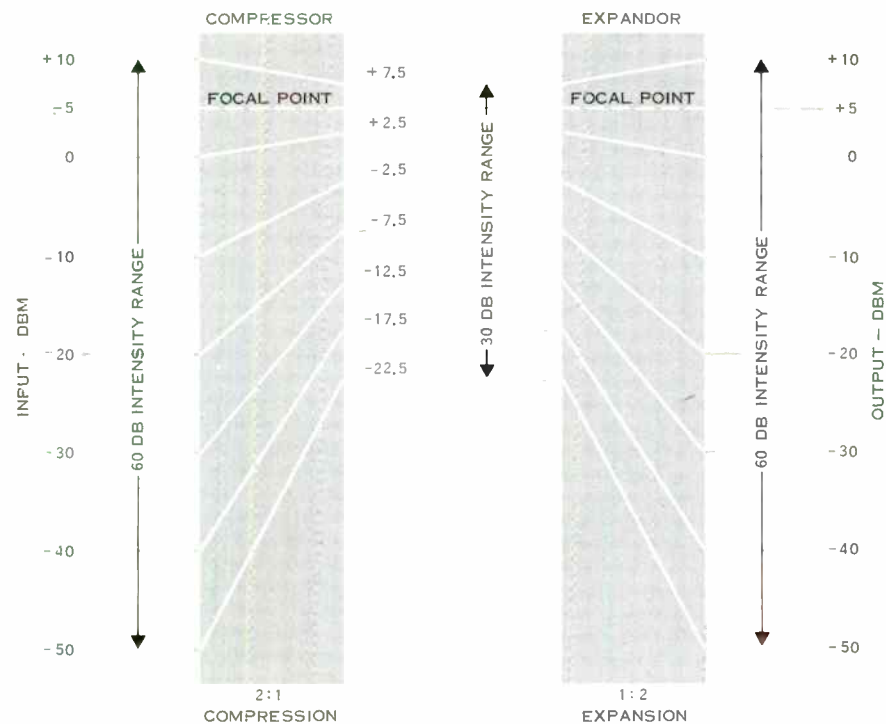 COMPRESSOR
EXPANDOR
+10
-5
0
-10
-20
-30
-40
-50
INPUT - DBM
60 DB INTENSITY RANGE
FOCAL POINT
+7.5
+2.5
-2.5
-7.5
-12.5
-17.5
-22.5
30 DB INTENSITY RANGE
FOCAL POINT
60 DB INTENSITY RANGE
+10
+5
0
-10
-20
-30
-40
-50
OUTPUT - DBM
2:1
COMPRESSION
1:2
EXPANSION